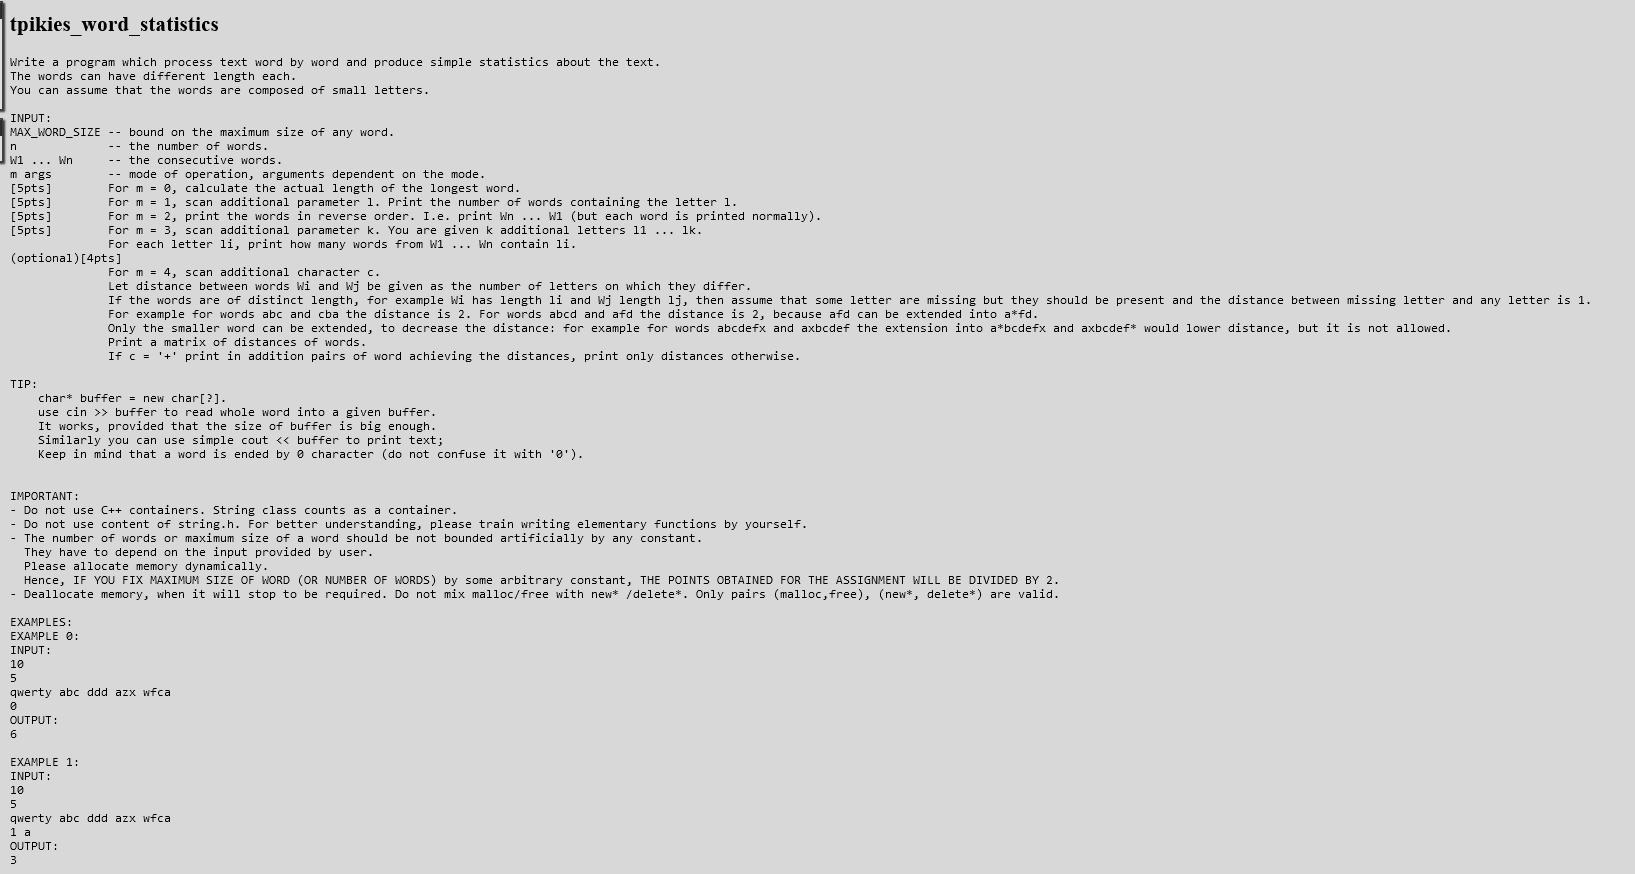 tpikies_word_statistics
Write a program which process text word by word and produce simple statistics about the text.
The words can have different length each.
You can assume that the words are composed of small letters.
INPUT:
MAX_WORD_SIZE -- bound on the maximum size of any word.
n             -- the number of words.
W1 ... Wn     -- the consecutive words.
m args        -- mode of operation, arguments dependent on the mode.
[5pts]        For m = 0, calculate the actual length of the longest word.
[5pts]        For m = 1, scan additional parameter l. Print the number of words containing the letter l.
[5pts]        For m = 2, print the words in reverse order. I.e. print Wn ... W1 (but each word is printed normally).
[5pts]        For m = 3, scan additional parameter k. You are given k additional letters l1 ... lk.
              For each letter li, print how many words from W1 ... Wn contain li.
(optional)[4pts]
              For m = 4, scan additional character c.
              Let distance between words Wi and Wj be given as the number of letters on which they differ.
              If the words are of distinct length, for example Wi has length li and Wj length lj, then assume that some letter are missing but they should be present and the distance between missing letter and any letter is 1.
              For example for words abc and cba the distance is 2. For words abcd and afd the distance is 2, because afd can be extended into a*fd.
              Only the smaller word can be extended, to decrease the distance: for example for words abcdefx and axbcdef the extension into a*bcdefx and axbcdef* would lower distance, but it is not allowed.
              Print a matrix of distances of words.
              If c = '+' print in addition pairs of word achieving the distances, print only distances otherwise.
TIP:
    char* buffer = new char[?].
    use cin >> buffer to read whole word into a given buffer.
    It works, provided that the size of buffer is big enough.
    Similarly you can use simple cout << buffer to print text;
    Keep in mind that a word is ended by 0 character (do not confuse it with '0').
IMPORTANT:
- Do not use C++ containers. String class counts as a container.
- Do not use content of string.h. For better understanding, please train writing elementary functions by yourself.
- The number of words or maximum size of a word should be not bounded artificially by any constant.
  They have to depend on the input provided by user.
  Please allocate memory dynamically.
  Hence, IF YOU FIX MAXIMUM SIZE OF WORD (OR NUMBER OF WORDS) by some arbitrary constant, THE POINTS OBTAINED FOR THE ASSIGNMENT WILL BE DIVIDED BY 2.
- Deallocate memory, when it will stop to be required. Do not mix malloc/free with new* /delete*. Only pairs (malloc,free), (new*, delete*) are valid.
EXAMPLES:
EXAMPLE 0:
INPUT:
10
5
qwerty abc ddd azx wfca
0
OUTPUT:
6
EXAMPLE 1:
INPUT:
10
5
qwerty abc ddd azx wfca
1 a
OUTPUT:
3